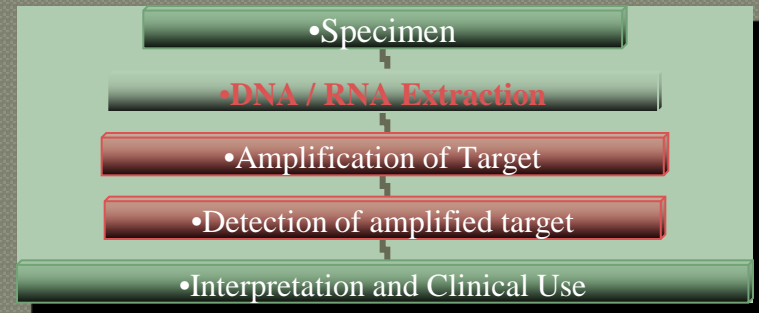 •Specimen
•DNA / RNA Extraction
•Amplification of Target
•Detection of amplified target
•Interpretation and Clinical Use